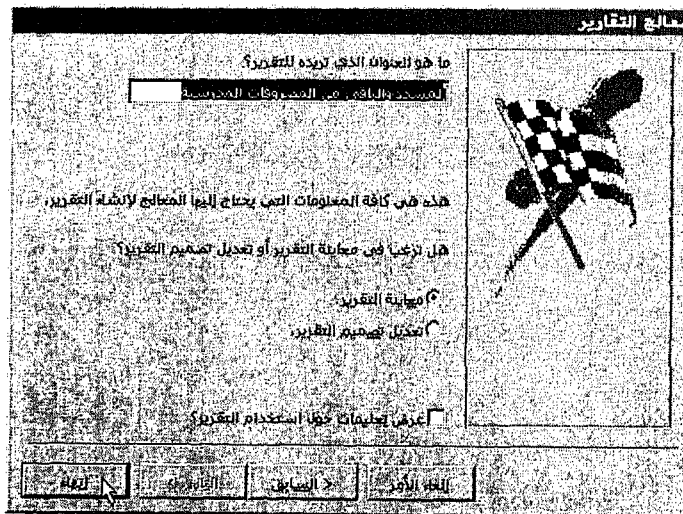 معالج التقارير
ما هو العنوان الذي تريده للتقرير؟
المسدد والباقي من المصروفات المدرسية
هذه هي كافة المعلومات التي يحتاج إليها المعالج لإنشاء التقرير.
هل ترغب في معاينة التقرير أو تعديل تصميم التقرير؟
معاينة التقرير.
تعديل تصميم التقرير.
عرض تعليمات حول استخدام التقرير؟
إلغاء الأمر
< السابق
التالي >
إنهاء